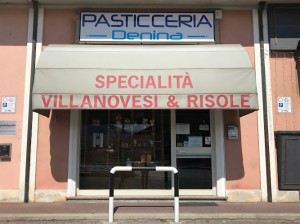 PASTICCERIA
Denina
SPECIALITÀ
VILLANOVESI & RISOLE